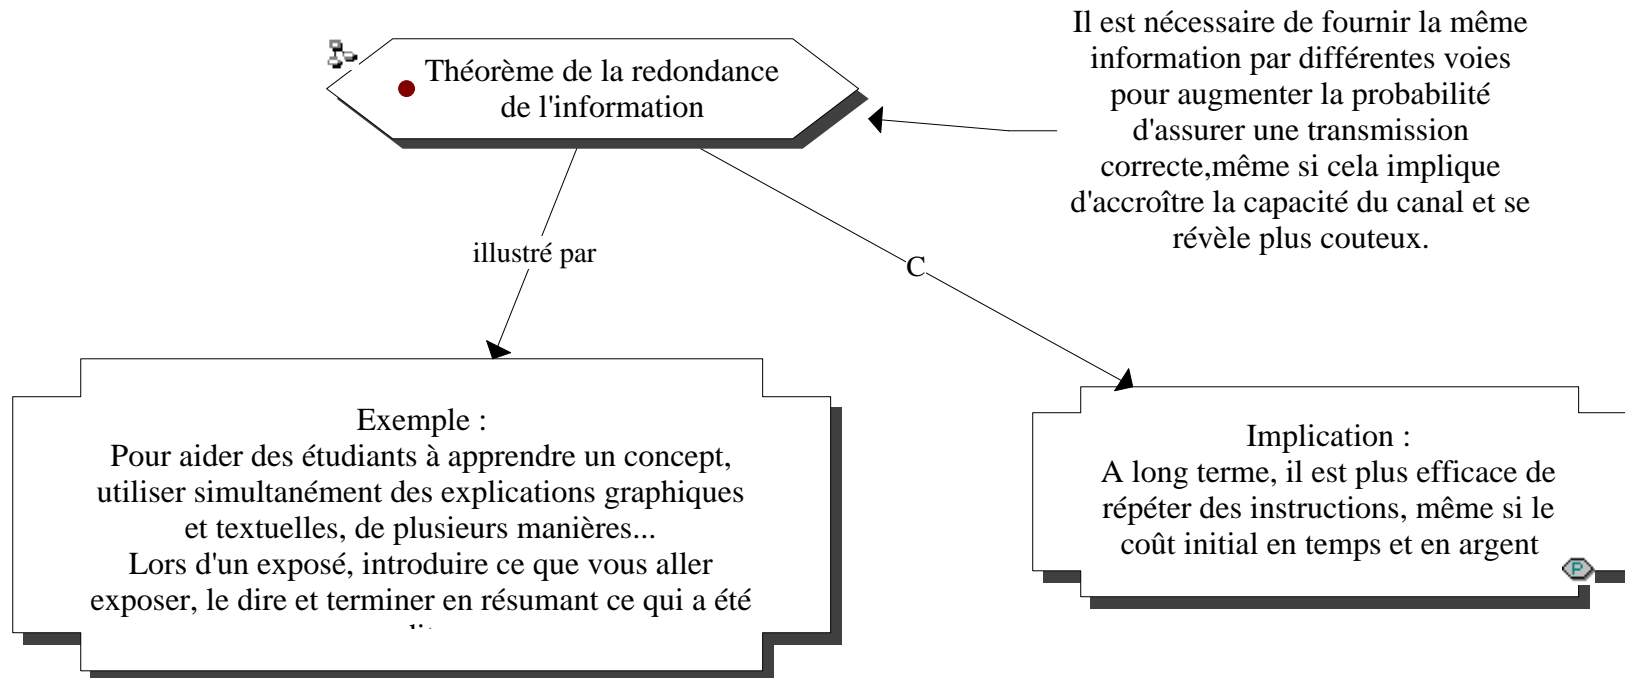 Il est nécessaire de fournir la même
information par différentes voies
pour augmenter la probabilité
d'assurer une transmission
correcte,même si cela implique
d'accroître la capacité du canal et se
révèle plus couteux.
Théorème de la redondance
de l'information
illustré par
C
Exemple :
Pour aider des étudiants à apprendre un concept,
utiliser simultanément des explications graphiques
et textuelles, de plusieurs manières...
Lors d'un exposé, introduire ce que vous aller
exposer, le dire et terminer en résumant ce qui a été
Implication :
A long terme, il est plus efficace de
répéter des instructions, même si le
coût initial en temps et en argent
P